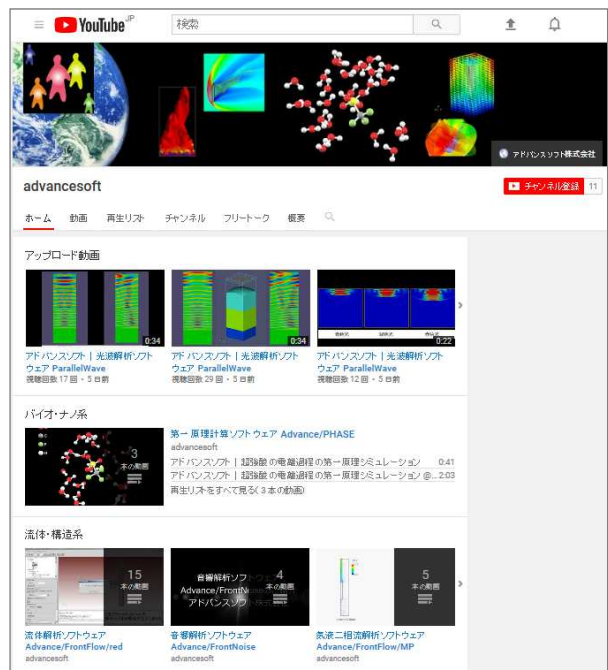 YouTube JP
検索
アドバンスソフト株式会社
advancesoft
チャンネル登録 11
ホーム 動画 再生リスト チャンネル フリートーク 概要
アップロード動画
0:34
0:34
0:22
アドバンスソフト | 光波解析ソフトウェア ParallelWave
視聴回数 17 回・5 日前
アドバンスソフト | 光波解析ソフトウェア ParallelWave
視聴回数 29 回・5 日前
アドバンスソフト | 光波解析ソフトウェア ParallelWave
視聴回数 12 回・5 日前
バイオ・ナノ系
3
本の動画
第一原理計算ソフトウェア Advance/PHASE
advancesoft
アドバンスソフト | 超強酸の電離過程の第一原理シミュレーション 0:41
アドバンスソフト | 超強酸の電離過程の第一原理シミュレーション @... 2:03
再生リストをすべて見る(3 本の動画)
流体・構造系
15
本の動画
音響解析ソフ
Advance/FrontNoise
アドバンスソフ
4
本の動画
5
本の動画
流体解析ソフトウェア
Advance/FrontFlow/red
advancesoft
音響解析ソフトウェア
Advance/FrontNoise
advancesoft
気液二相流解析ソフトウェア
Advance/FrontFlow/MP
advancesoft